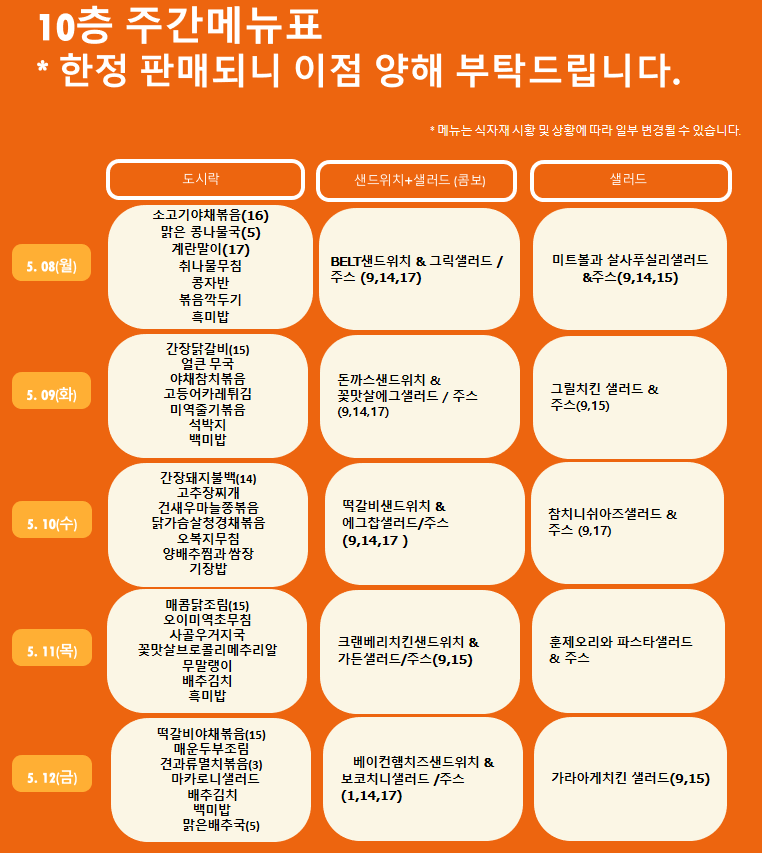 10층 주간메뉴표
* 한정 판매되니 이점 양해 부탁드립니다.
* 메뉴는 식자재 시황 및 상황에 따라 일부 변경될 수 있습니다.
도시락
샌드위치+샐러드 (콤보)
샐러드
5. 08(월)
소고기야채볶음(16)
맑은 콩나물국(5)
계란말이(17)
취나물무침
콩자반
볶음깍두기
흑미밥
BELT샌드위치 & 그릭샐러드 /
주스 (9,14,17)
미트볼과 살사푸실리샐러드
&주스(9,14,15)
5. 09(화)
간장닭갈비(15)
얼큰 무국
야채참치볶음
고등어카레튀김
미역줄기볶음
석박지
백미밥
돈까스샌드위치 &
꽃맛살에그샐러드 / 주스
(9,14,17)
그릴치킨 샐러드 &
주스(9,15)
5. 10(수)
간장돼지불백(14)
고추장찌개
건새우마늘쫑볶음
닭가슴살청경채볶음
오복지무침
양배추찜과 쌈장
기장밥
떡갈비샌드위치 &
에그찹샐러드/주스
(9,14,17 )
참치니쉬아즈샐러드 &
주스 (9,17)
5. 11(목)
매콤닭조림(15)
오이미역초무침
사골우거지국
꽃맛살브로콜리메추리알
무말랭이
배추김치
흑미밥
크랜베리치킨샌드위치 &
가든샐러드/주스(9,15)
훈제오리와 파스타샐러드
& 주스
5. 12(금)
떡갈비야채볶음(15)
매운두부조림
견과류멸치볶음(3)
마카로니샐러드
배추김치
백미밥
맑은배추국(5)
베이컨햄치즈샌드위치 &
보코치니샐러드 /주스
(1,14,17)
가라아게치킨 샐러드(9,15)